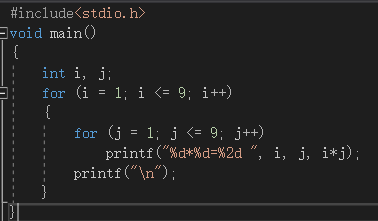 #include<stdio.h>
void main()
{
    int i, j;
    for (i = 1; i <= 9; i++)
    {
        for (j = 1; j <= 9; j++)
            printf("%d*%d=%2d ", i, j, i*j);
        printf("\n");
    }
}